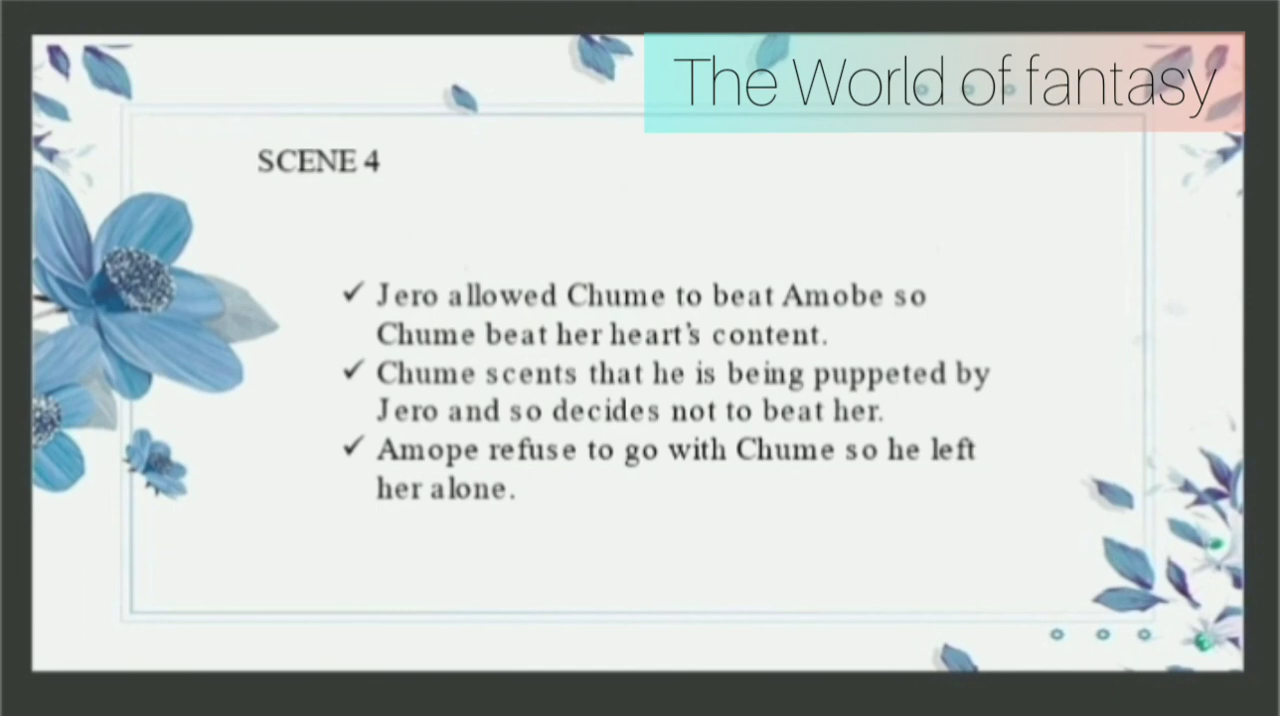 The World of fantasy
SCENE 4
✓ Jero allowed Chume to beat Amobe so
Chume beat her heart's content.
✓ Chume scents that he is being puppeted by
Jero and so decides not to beat her.
✓ Amope refuse to go with Chume so he left
her alone.